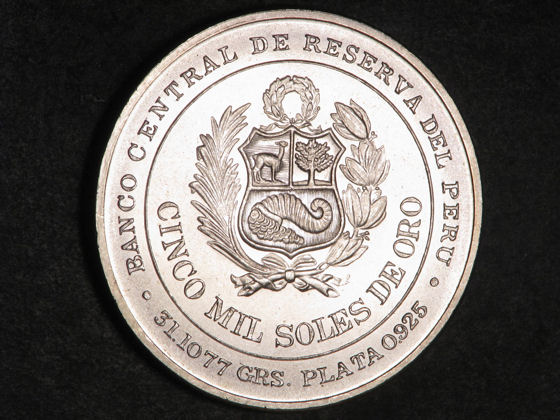 BANCO CENTRAL DE RESERVA DEL PERU
CINCO MIL SOLES DE ORO
31.1077 GRS. PLATA 0.925